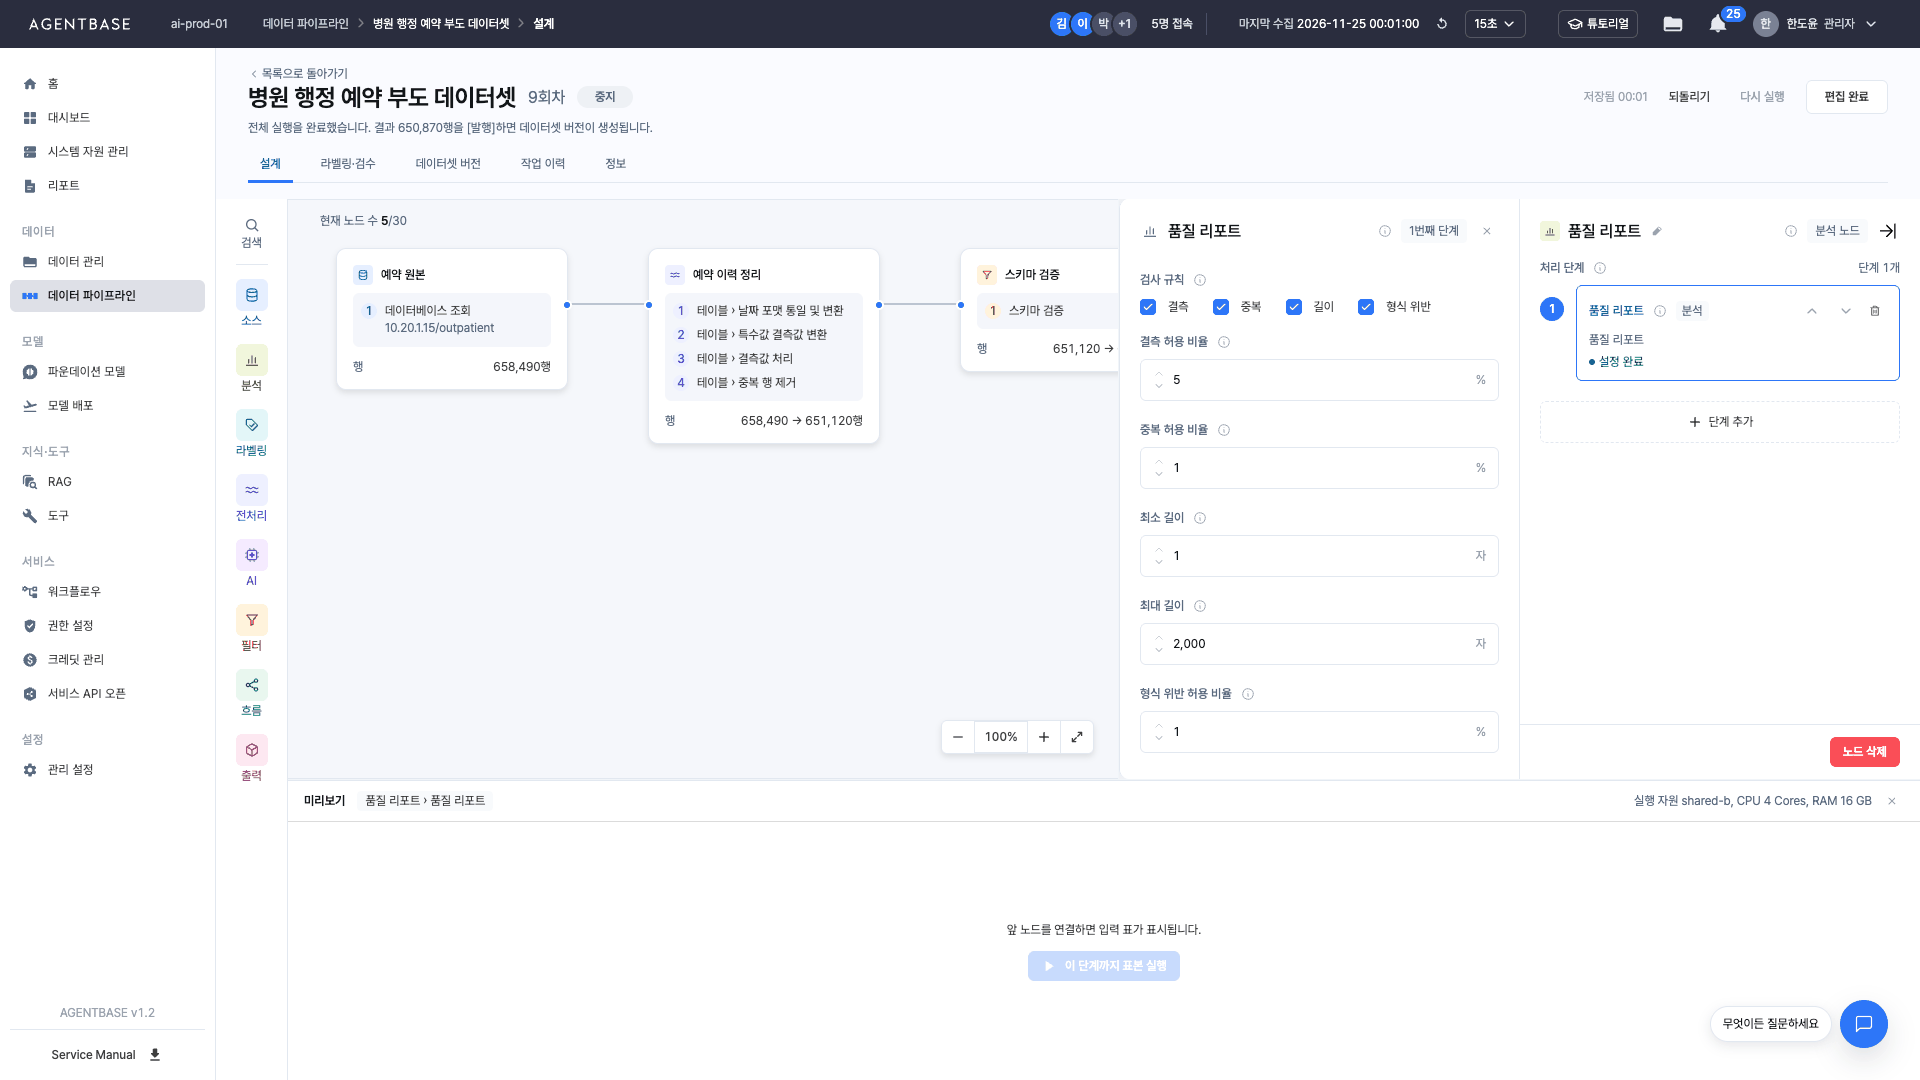 AGENTBASE
ai-prod-01
데이터 파이프라인 > 병원 행정 예약 부도 데이터셋 > 설계
김 이 박 +1 5명 접속
마지막 수집 2026-11-25 00:01:00
15초
튜토리얼
25
한 한도윤 관리자
홈
대시보드
시스템 자원 관리
리포트
데이터
데이터 관리
데이터 파이프라인
모델
파운데이션 모델
모델 배포
지식·도구
RAG
도구
서비스
워크플로우
권한 설정
크레딧 관리
서비스 API 오픈
설정
관리 설정
AGENTBASE v1.2
Service Manual
목록으로 돌아가기
병원 행정 예약 부도 데이터셋 9회차 중지
전체 실행을 완료했습니다. 결과 650,870행을 [발행]하면 데이터셋 버전이 생성됩니다.
저장됨 00:01 되돌리기 다시 실행 편집 완료
설계 라벨링·검수 데이터셋 버전 작업 이력 정보
검색
소스
분석
라벨링
전처리
AI
필터
흐름
출력
현재 노드 수 5/30
예약 원본
1 데이터베이스 조회
10.20.1.15/outpatient
행 658,490행
예약 이력 정리
1 테이블 › 날짜 포맷 통일 및 변환
2 테이블 › 특수값 결측값 변환
3 테이블 › 결측값 처리
4 테이블 › 중복 행 제거
행 658,490 → 651,120행
스키마 검증
1 스키마 검증
행 651,120 →
100%
품질 리포트 1번째 단계
검사 규칙
결측 중복 길이 형식 위반
결측 허용 비율
5 %
중복 허용 비율
1 %
최소 길이
1 자
최대 길이
2,000 자
형식 위반 허용 비율
1 %
품질 리포트 분석 노드
처리 단계 단계 1개
1 품질 리포트 분석
품질 리포트
설정 완료
단계 추가
노드 삭제
미리보기 품질 리포트 › 품질 리포트
실행 자원 shared-b, CPU 4 Cores, RAM 16 GB
앞 노드를 연결하면 입력 표가 표시됩니다.
이 단계까지 표본 실행
무엇이든 질문하세요